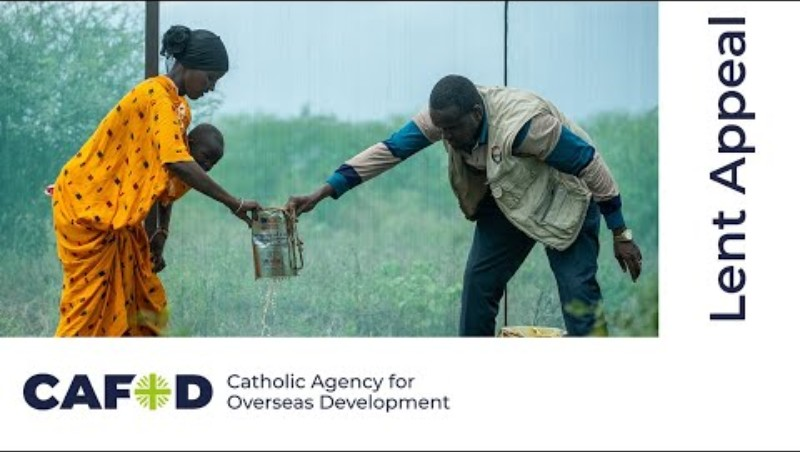 Lent Appeal
CAFOD
Catholic Agency for
Overseas Development